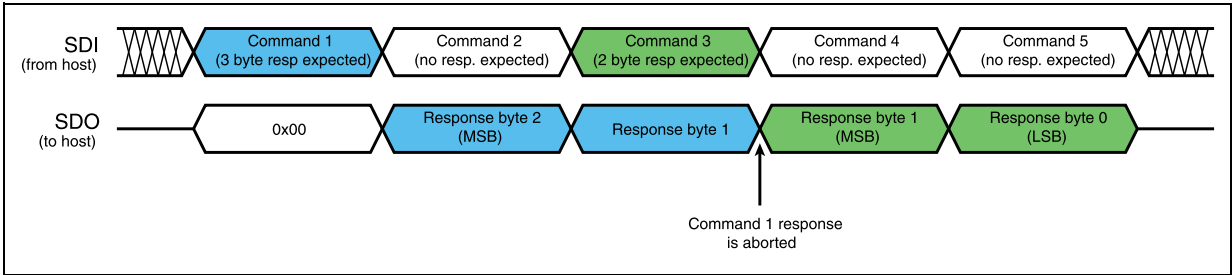 SDI
(from host)
Command 1
(3 byte resp expected)
Command 2
(no resp. expected)
Command 3
(2 byte resp expected)
Command 4
(no resp. expected)
Command 5
(no resp. expected)
SDO
(to host)
0x00
Response byte 2
(MSB)
Response byte 1
Response byte 1
(MSB)
Response byte 0
(LSB)
Command 1 response
is aborted